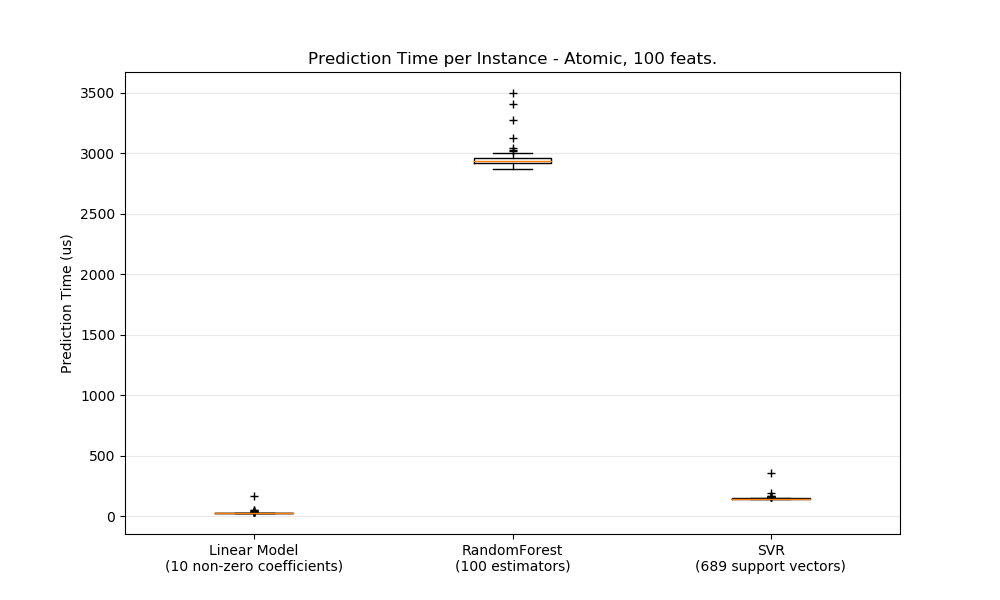 Prediction Time per Instance - Atomic, 100 feats.
Prediction Time (us)
3500
3000
2500
2000
1500
1000
500
0
Linear Model
(10 non-zero coefficients)
RandomForest
(100 estimators)
SVR
(689 support vectors)